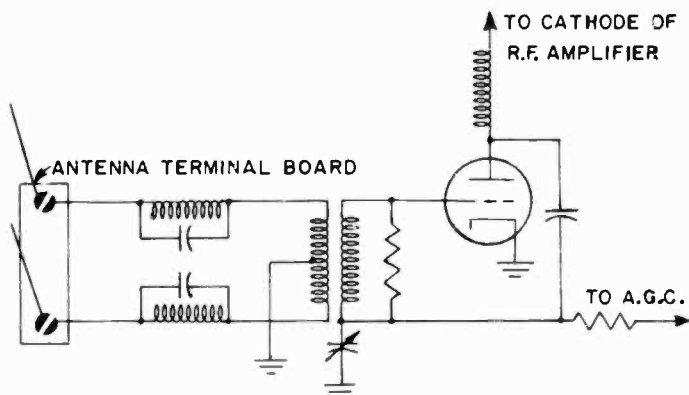 TO CATHODE OF
R.F. AMPLIFIER
ANTENNA TERMINAL BOARD
TO A.G.C.